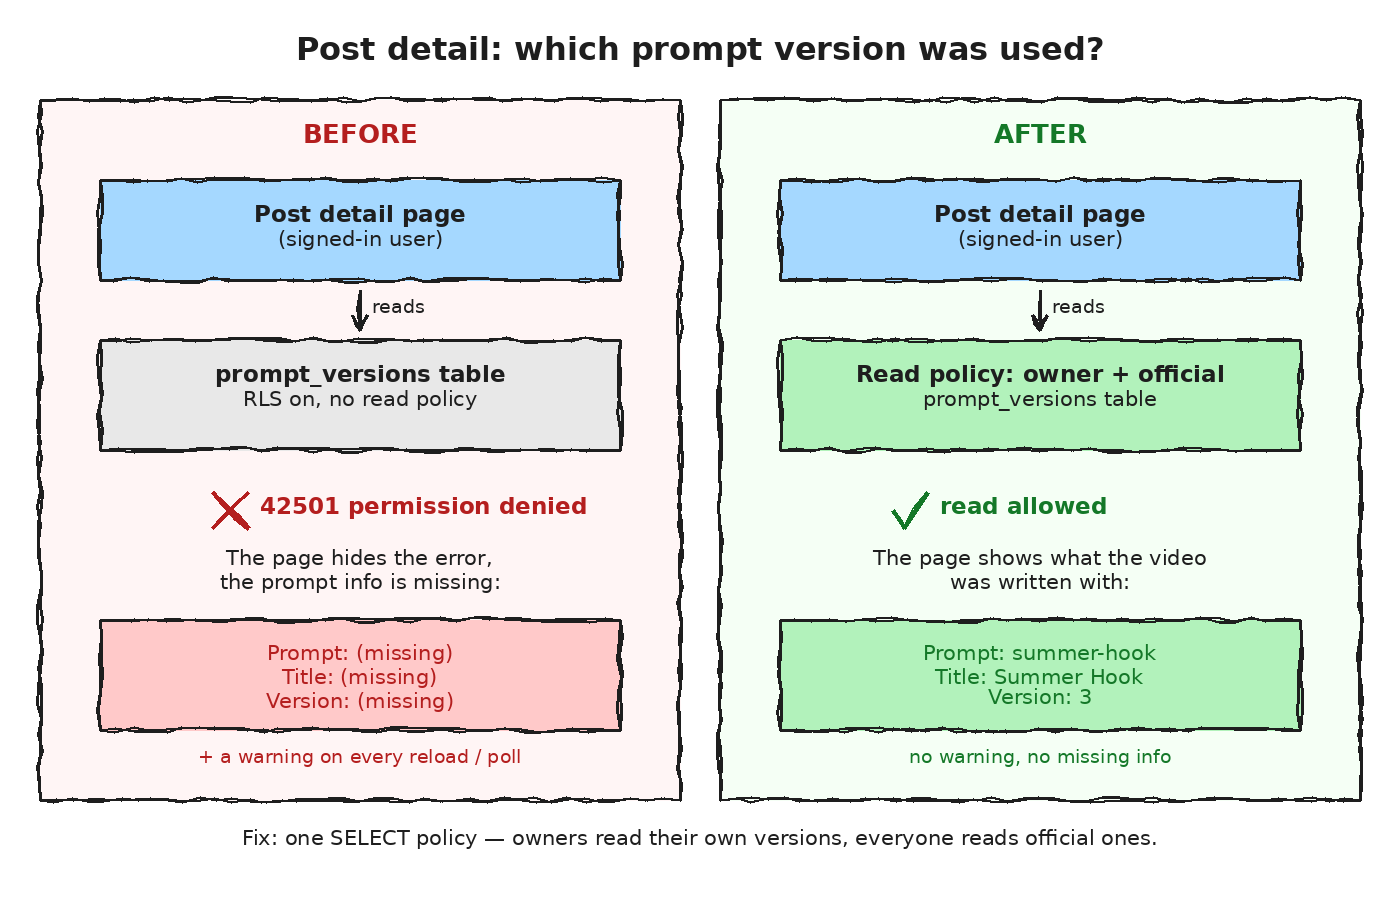 Post detail: which prompt version was used?
BEFORE
Post detail page
(signed-in user)
reads
prompt_versions table
RLS on, no read policy
42501 permission denied
The page hides the error,
the prompt info is missing:
Prompt: (missing)
Title: (missing)
Version: (missing)
+ a warning on every reload / poll
AFTER
Post detail page
(signed-in user)
reads
Read policy: owner + official
prompt_versions table
read allowed
The page shows what the video
was written with:
Prompt: summer-hook
Title: Summer Hook
Version: 3
no warning, no missing info
Fix: one SELECT policy — owners read their own versions, everyone reads official ones.